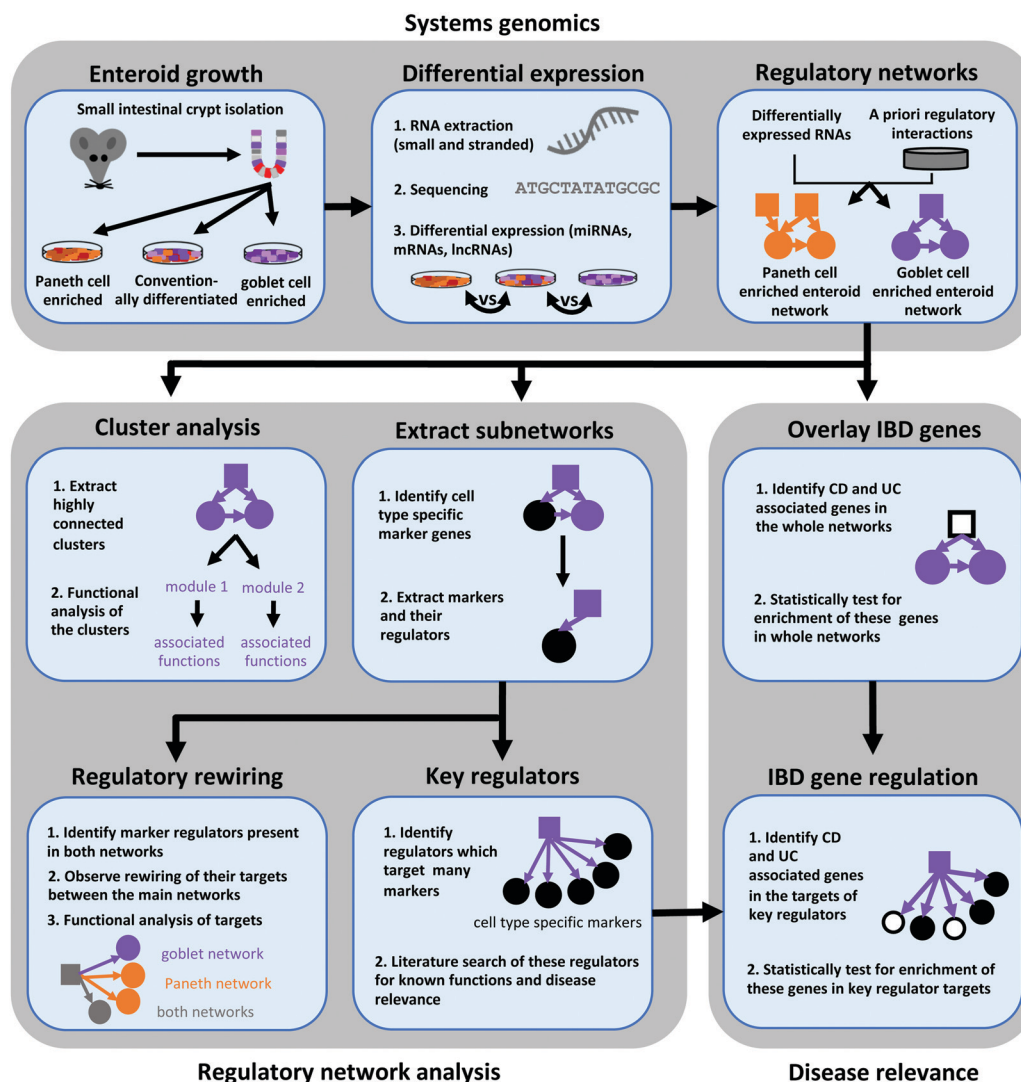 Systems genomics
Enteroid growth
Small intestinal crypt isolation
Paneth cell
enriched
Convention-
ally differentiated
goblet cell
enriched
Differential expression
1. RNA extraction
(small and stranded)
2. Sequencing
ATGCTATATGCGC
3. Differential expression (miRNAs,
mRNAs, lncRNAs)
vs
vs
Regulatory networks
Differentially
expressed RNAs
A priori regulatory
interactions
Paneth cell
enriched enteroid
network
Goblet cell
enriched enteroid
network
Cluster analysis
1. Extract
highly
connected
clusters
2. Functional
analysis of
the clusters
module 1
module 2
associated
functions
associated
functions
Extract subnetworks
1. Identify cell
type specific
marker genes
2. Extract markers
and their
regulators
Overlay IBD genes
1. Identify CD and UC
associated genes in
the whole networks
2. Statistically test for
enrichment of these genes
in whole networks
Regulatory rewiring
1. Identify marker regulators present
in both networks
2. Observe rewiring of their targets
between the main networks
3. Functional analysis of targets
goblet network
Paneth network
both networks
Key regulators
1. Identify
regulators which
target many
markers
cell type specific markers
2. Literature search of these regulators
for known functions and disease
relevance
IBD gene regulation
1. Identify CD
and UC
associated genes
in the targets of
key regulators
2. Statistically test for enrichment of
these genes in key regulator targets
Regulatory network analysis
Disease relevance